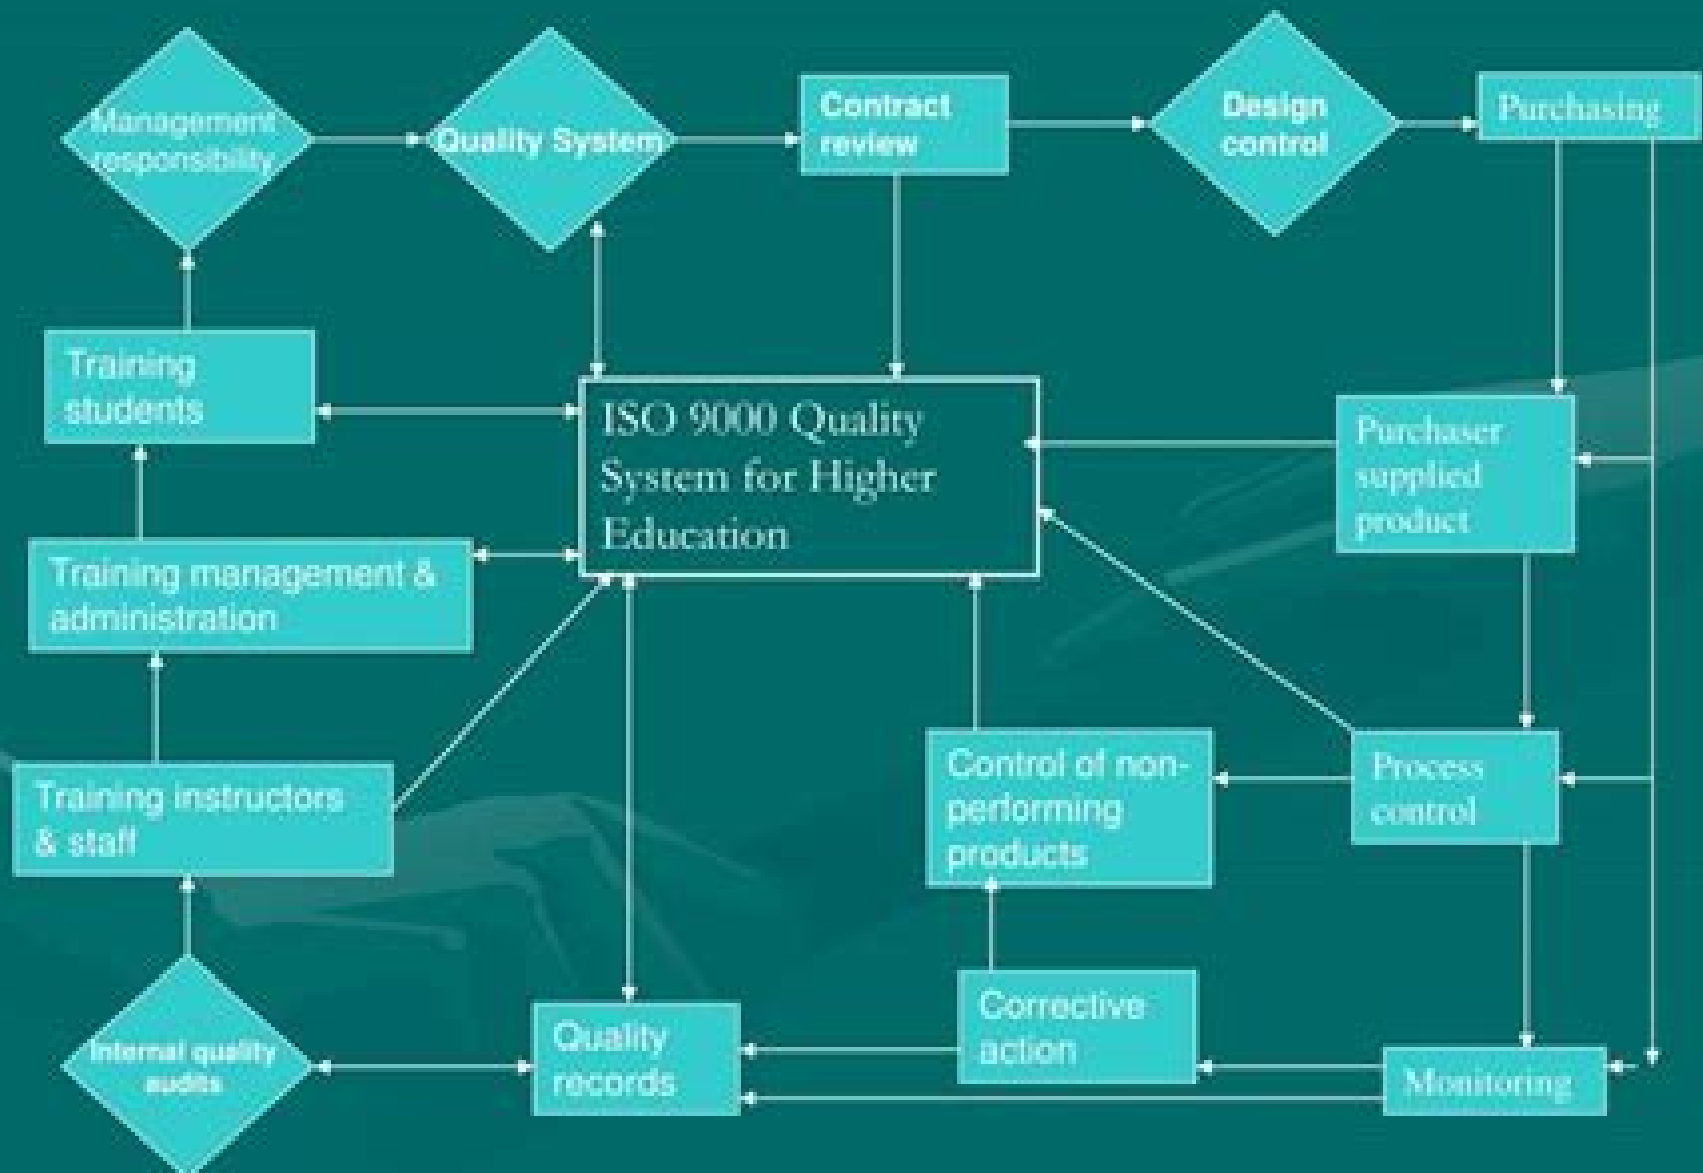 Management
responsibility
Quality System
Contract
review
Design
control
Purchasing
Training
students
ISO 9000 Quality
System for Higher
Education
Purchaser
supplied
product
Training management &
administration
Training instructors
& staff
Control of non-
performing
products
Process
control
Internal quality
audits
Quality
records
Corrective
action
Monitoring